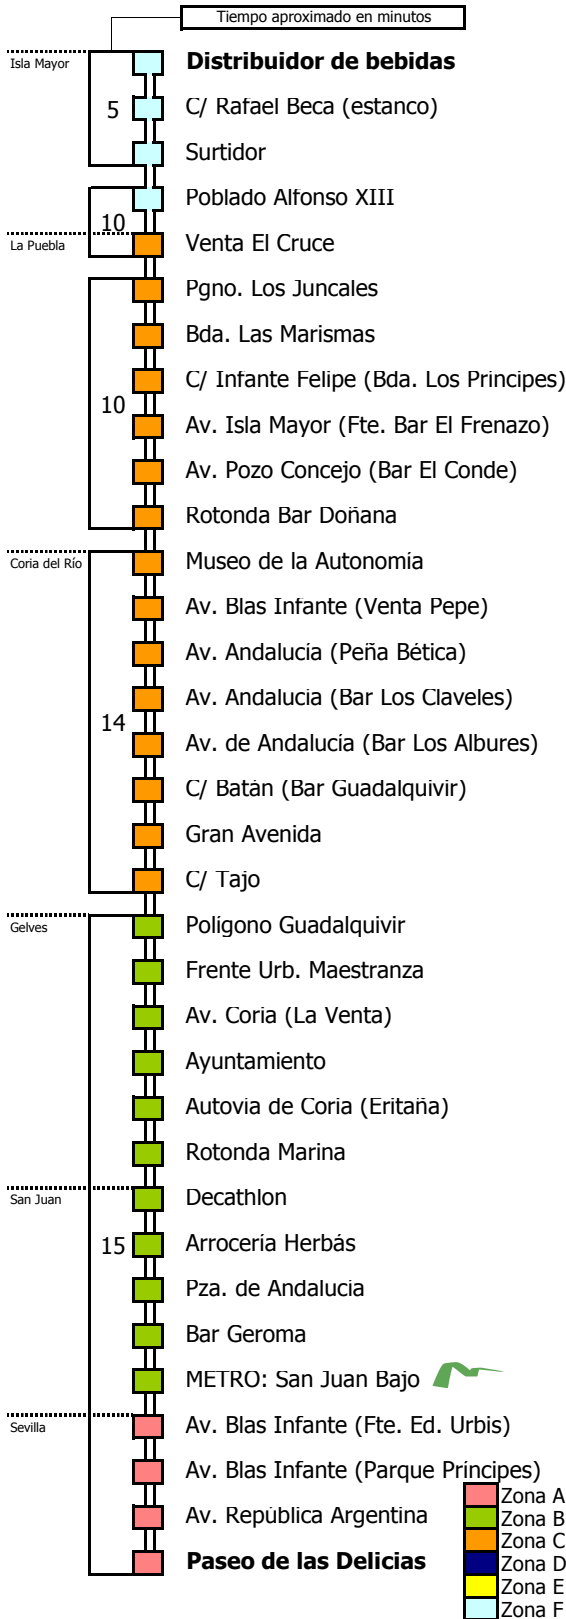 Tiempo aproximado en minutos
Isla Mayor
Distribuidor de bebidas
5
C/ Rafael Beca (estanco)
Surtidor
Poblado Alfonso XIII
10
La Puebla
Venta El Cruce
Pgno. Los Juncales
Bda. Las Marismas
C/ Infante Felipe (Bda. Los Principes)
10
Av. Isla Mayor (Fte. Bar El Frenazo)
Av. Pozo Concejo (Bar El Conde)
Rotonda Bar Doñana
Coria del Río
Museo de la Autonomía
Av. Blas Infante (Venta Pepe)
Av. Andalucía (Peña Bética)
Av. Andalucia (Bar Los Claveles)
14
Av. de Andalucía (Bar Los Albures)
C/ Batán (Bar Guadalquivir)
Gran Avenida
C/ Tajo
Gelves
Poligono Guadalquivir
Frente Urb. Maestranza
Av. Coria (La Venta)
Ayuntamiento
Autovia de Coria (Eritaña)
Rotonda Marina
San Juan
Decathlon
15
Arrocería Herbás
Pza. de Andalucia
Bar Geroma
METRO: San Juan Bajo
Sevilla
Av. Blas Infante (Fte. Ed. Urbis)
Av. Blas Infante (Parque Príncipes)
Av. República Argentina
Paseo de las Delicias
Zona A
Zona B
Zona C
Zona D
Zona E
Zona F